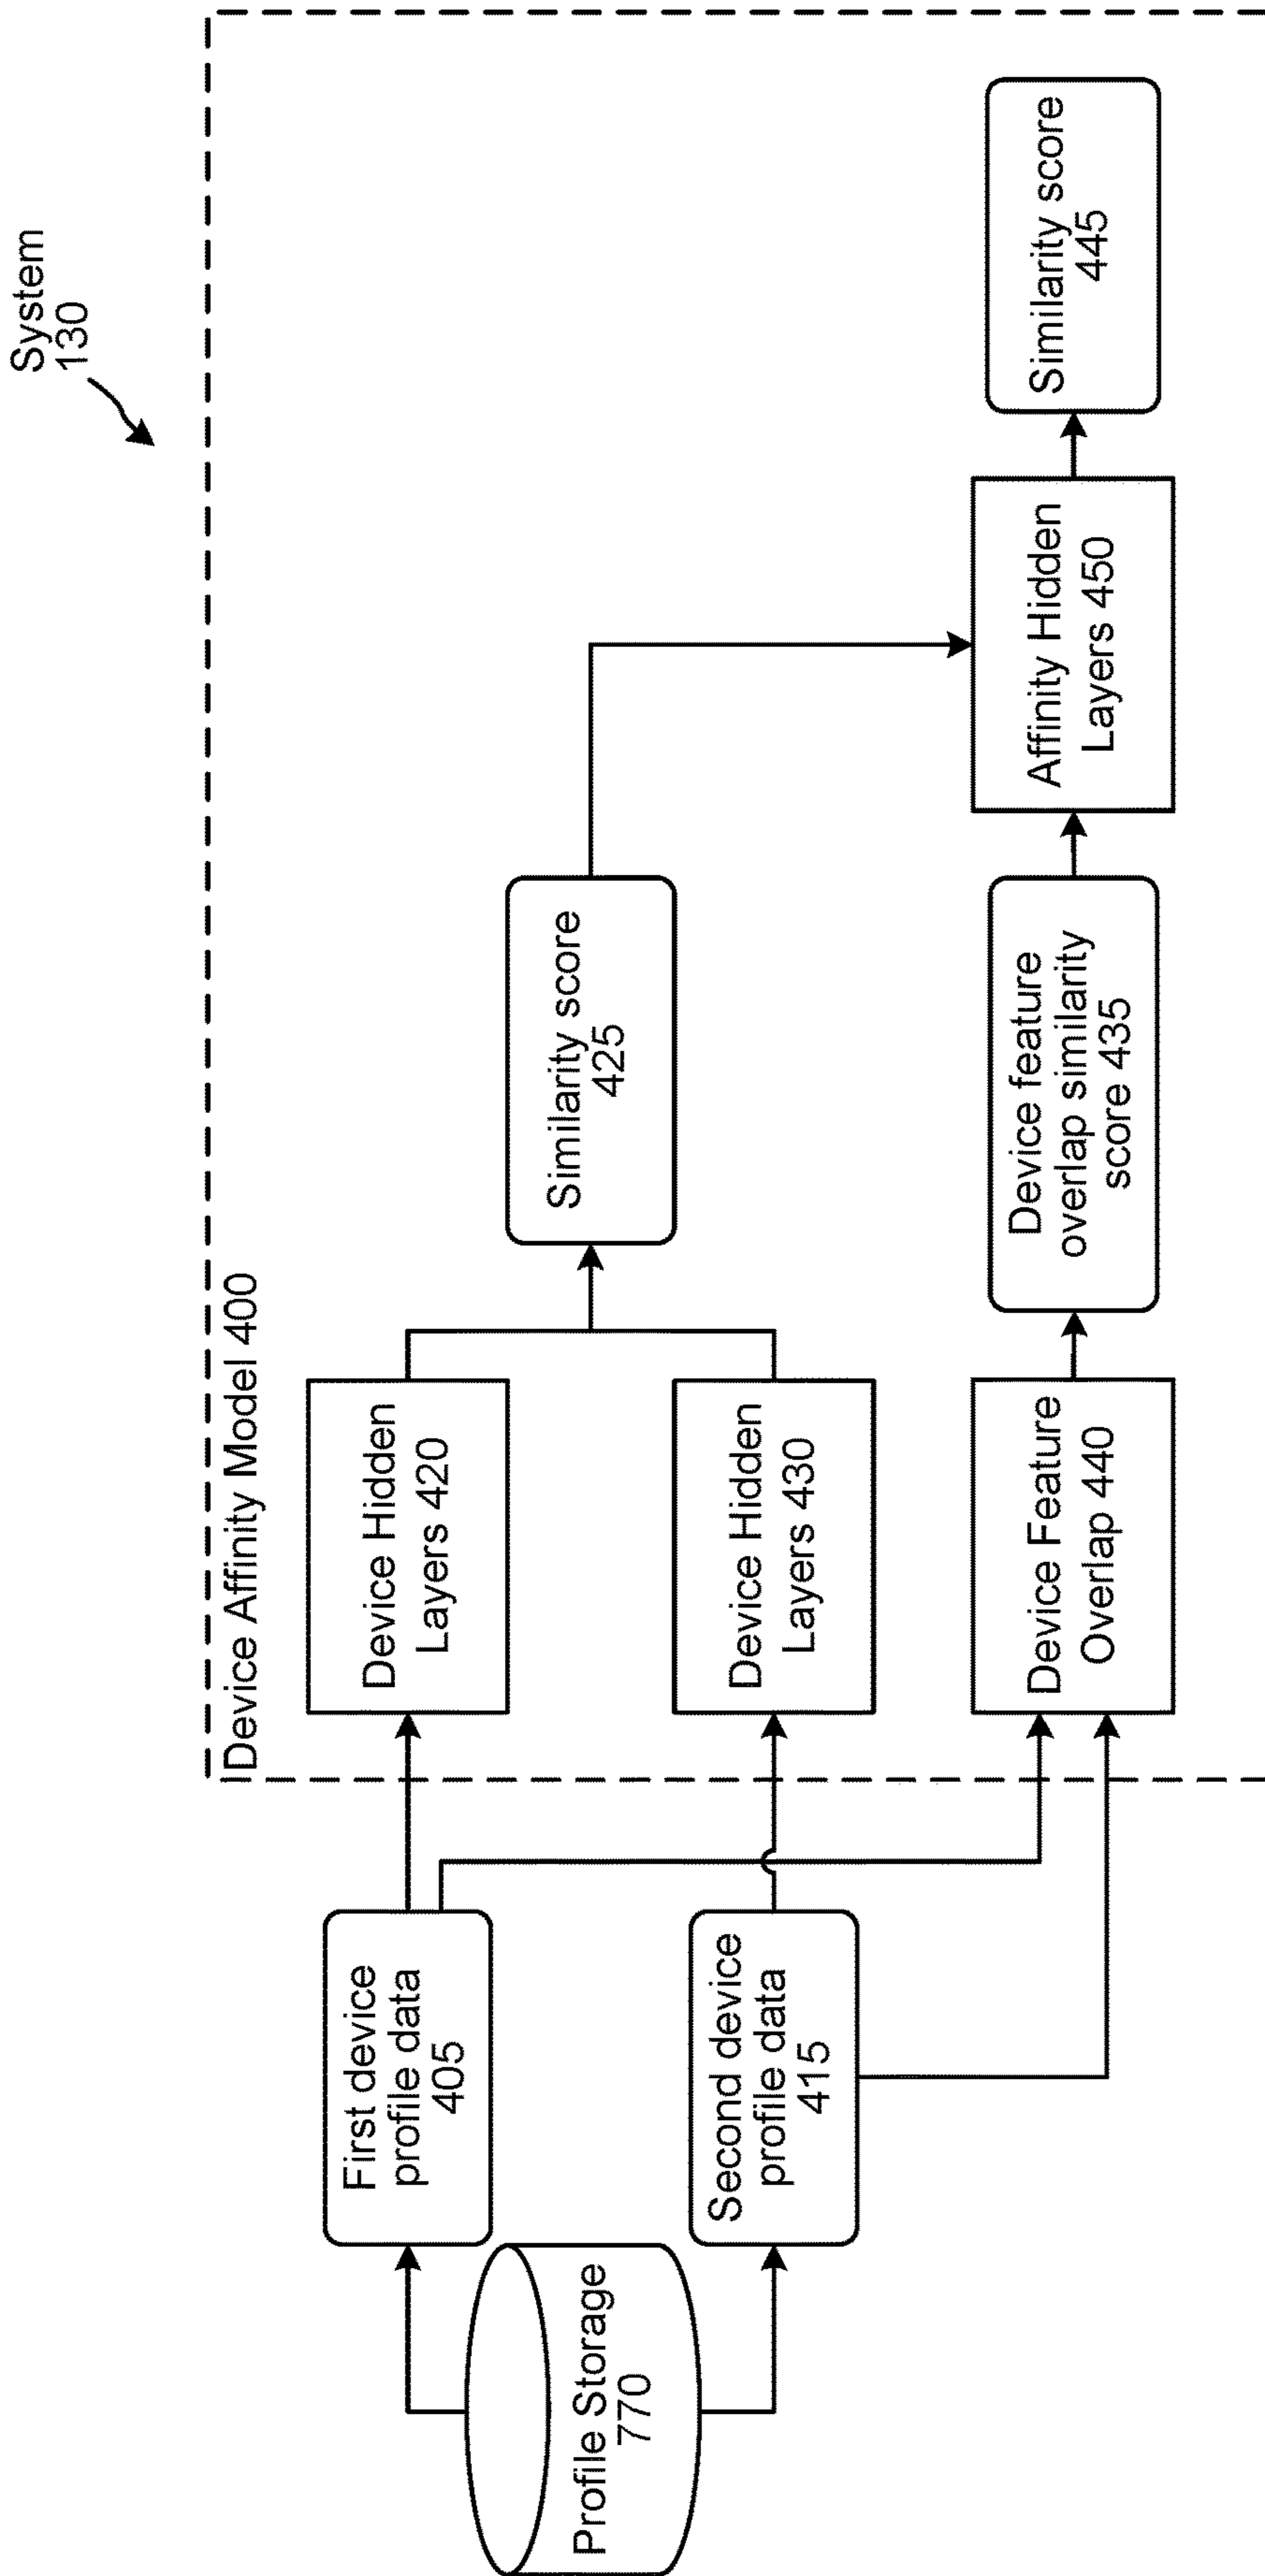 System
130
Device Affinity Model 400
Profile Storage
770
First device
profile data
405
Second device
profile data
415
Device Hidden
Layers 420
Device Hidden
Layers 430
Device Feature
Overlap 440
Similarity score
425
Device feature
overlap similarity
score 435
Affinity Hidden
Layers 450
Similarity score
445